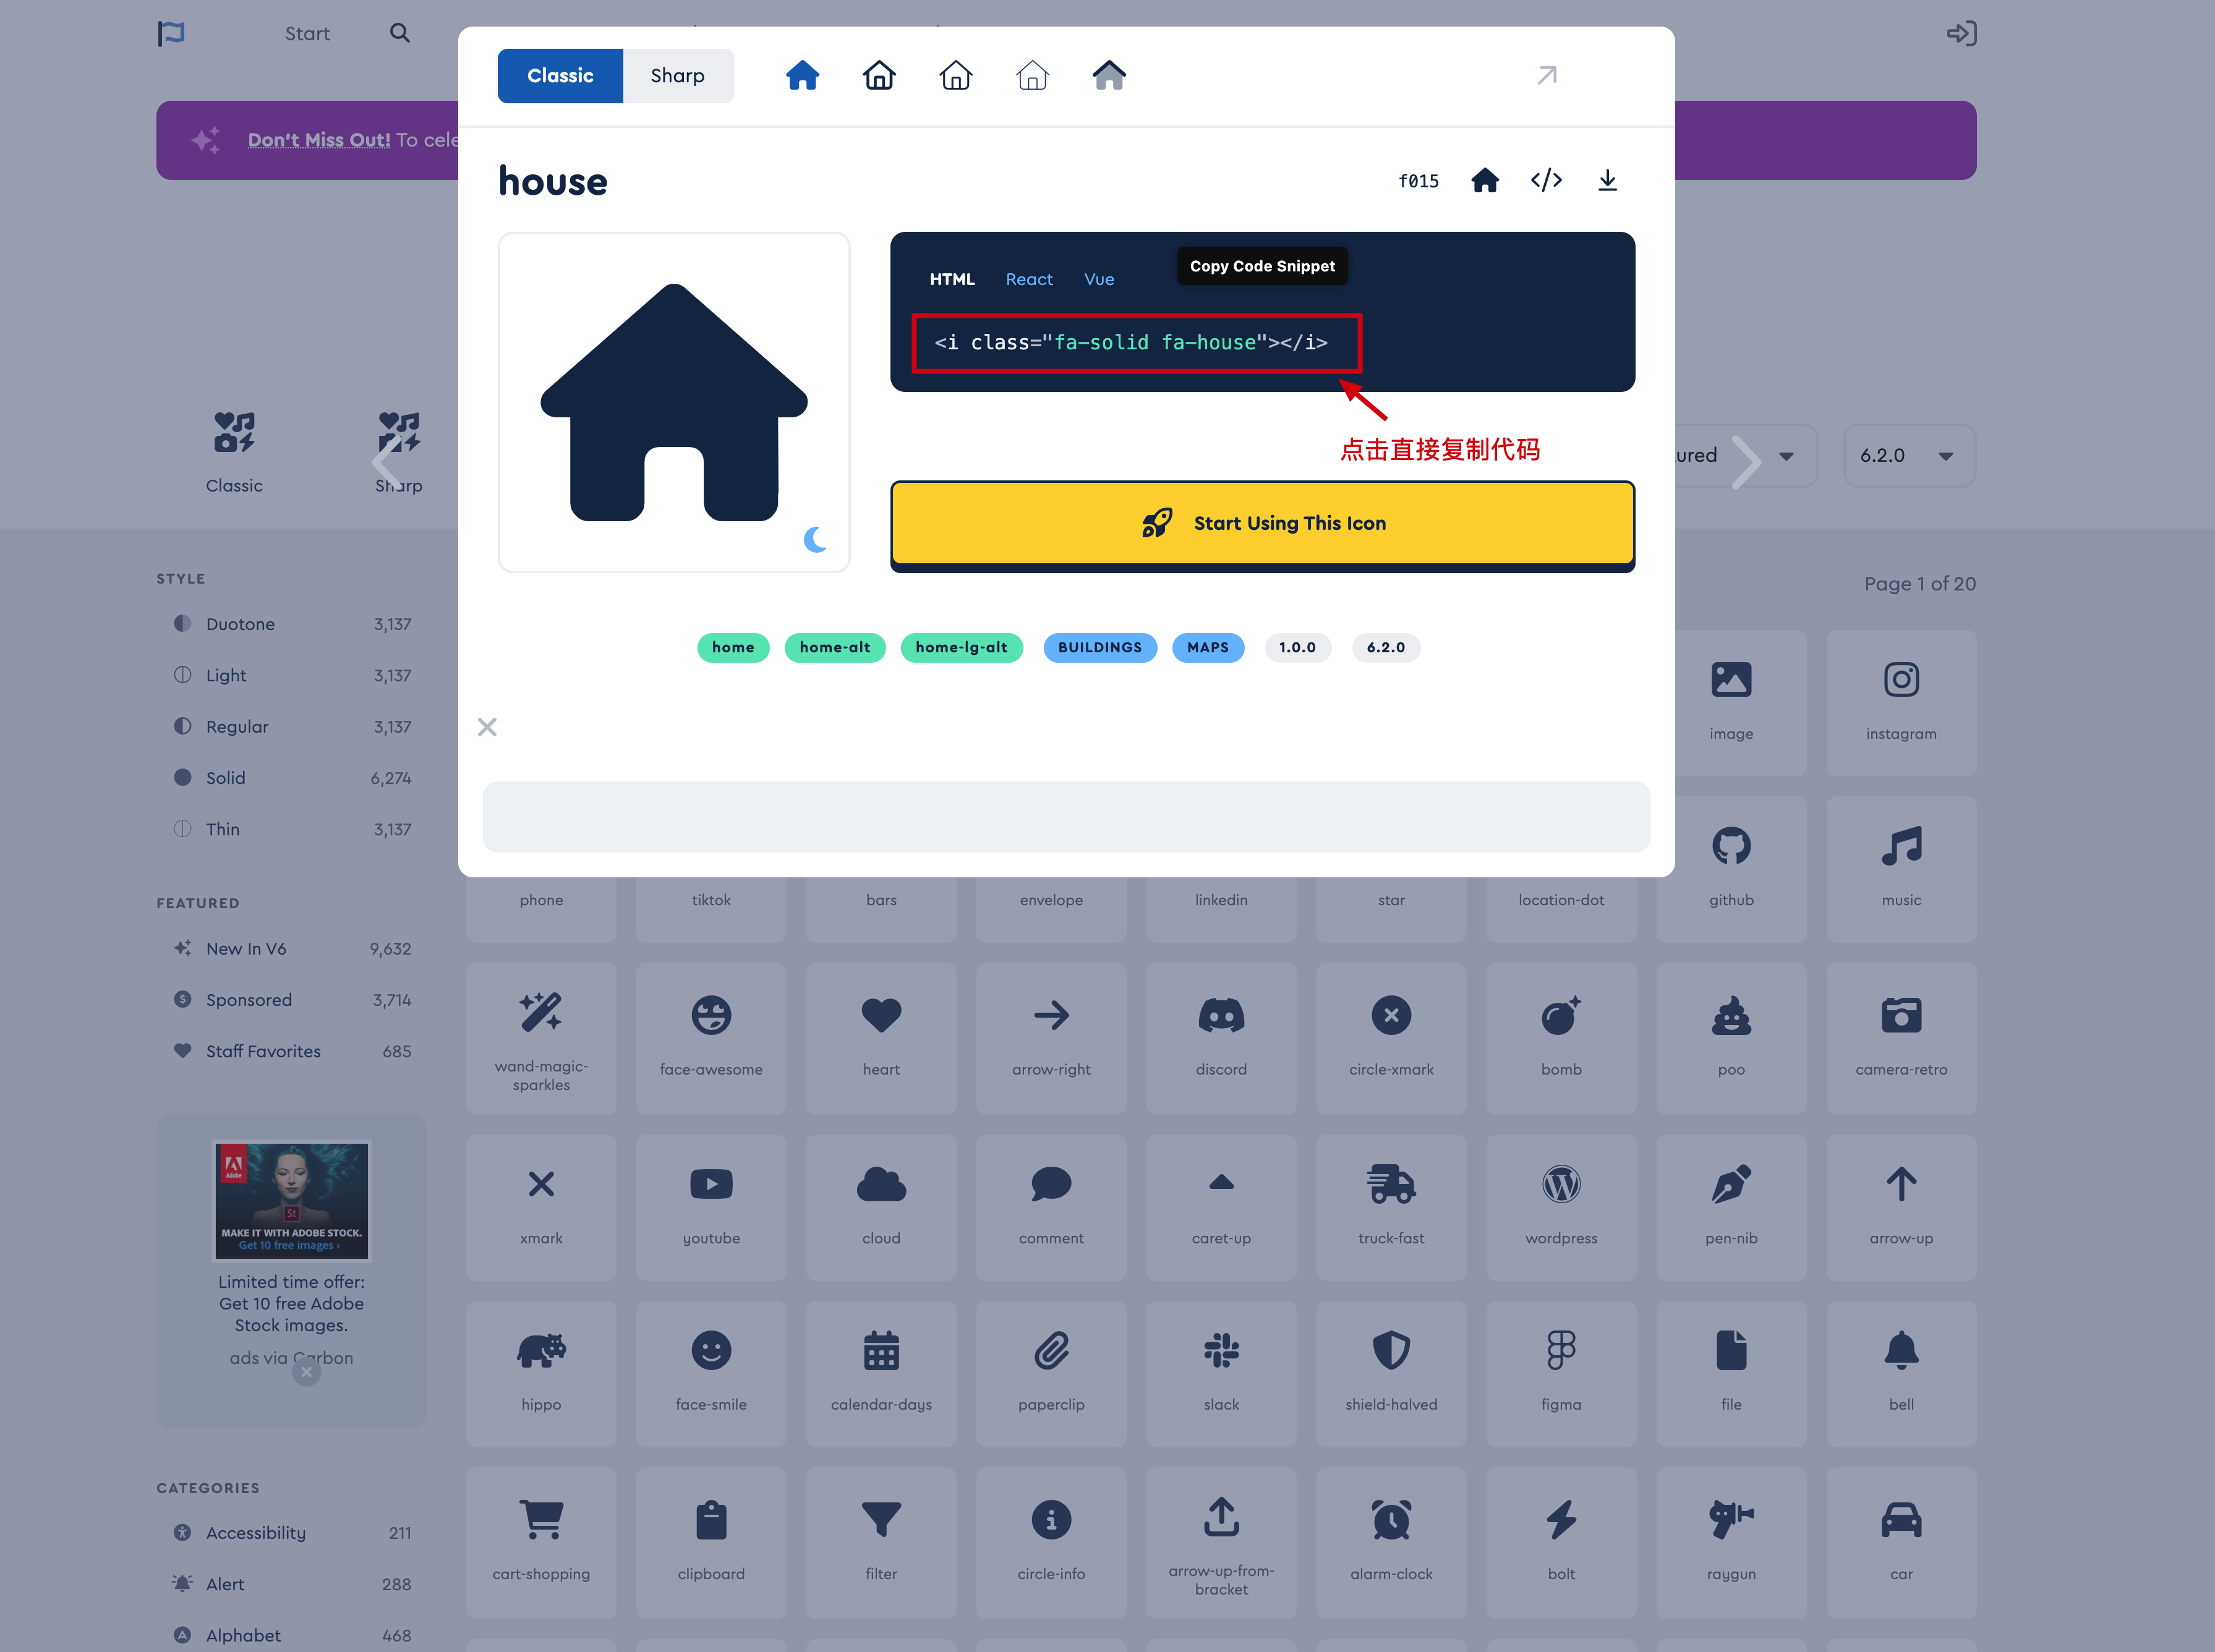 Start
Don't Miss Out! To cele
Classic
Sharp
house
f015
HTML
React
Vue
Copy Code Snippet
<i class="fa-solid fa-house"></i>
点击直接复制代码
Start Using This Icon
home
home-alt
home-lg-alt
BUILDINGS
MAPS
1.0.0
6.2.0
Classic
Sharp
ured
6.2.0
Page 1 of 20
STYLE
Duotone 3,137
Light 3,137
Regular 3,137
Solid 6,274
Thin 3,137
FEATURED
New In V6 9,632
Sponsored 3,714
Staff Favorites 685
Adobe
St
MAKE IT WITH ADOBE STOCK.
Get 10 free images ›
Limited time offer:
Get 10 free Adobe
Stock images.
ads via Carbon
CATEGORIES
Accessibility 211
Alert 288
Alphabet 468
image
instagram
phone
tiktok
bars
envelope
linkedin
star
location-dot
github
music
wand-magic-
sparkles
face-awesome
heart
arrow-right
discord
circle-xmark
bomb
poo
camera-retro
xmark
youtube
cloud
comment
caret-up
truck-fast
wordpress
pen-nib
arrow-up
hippo
face-smile
calendar-days
paperclip
slack
shield-halved
figma
file
bell
cart-shopping
clipboard
filter
circle-info
arrow-up-from-
bracket
alarm-clock
bolt
raygun
car